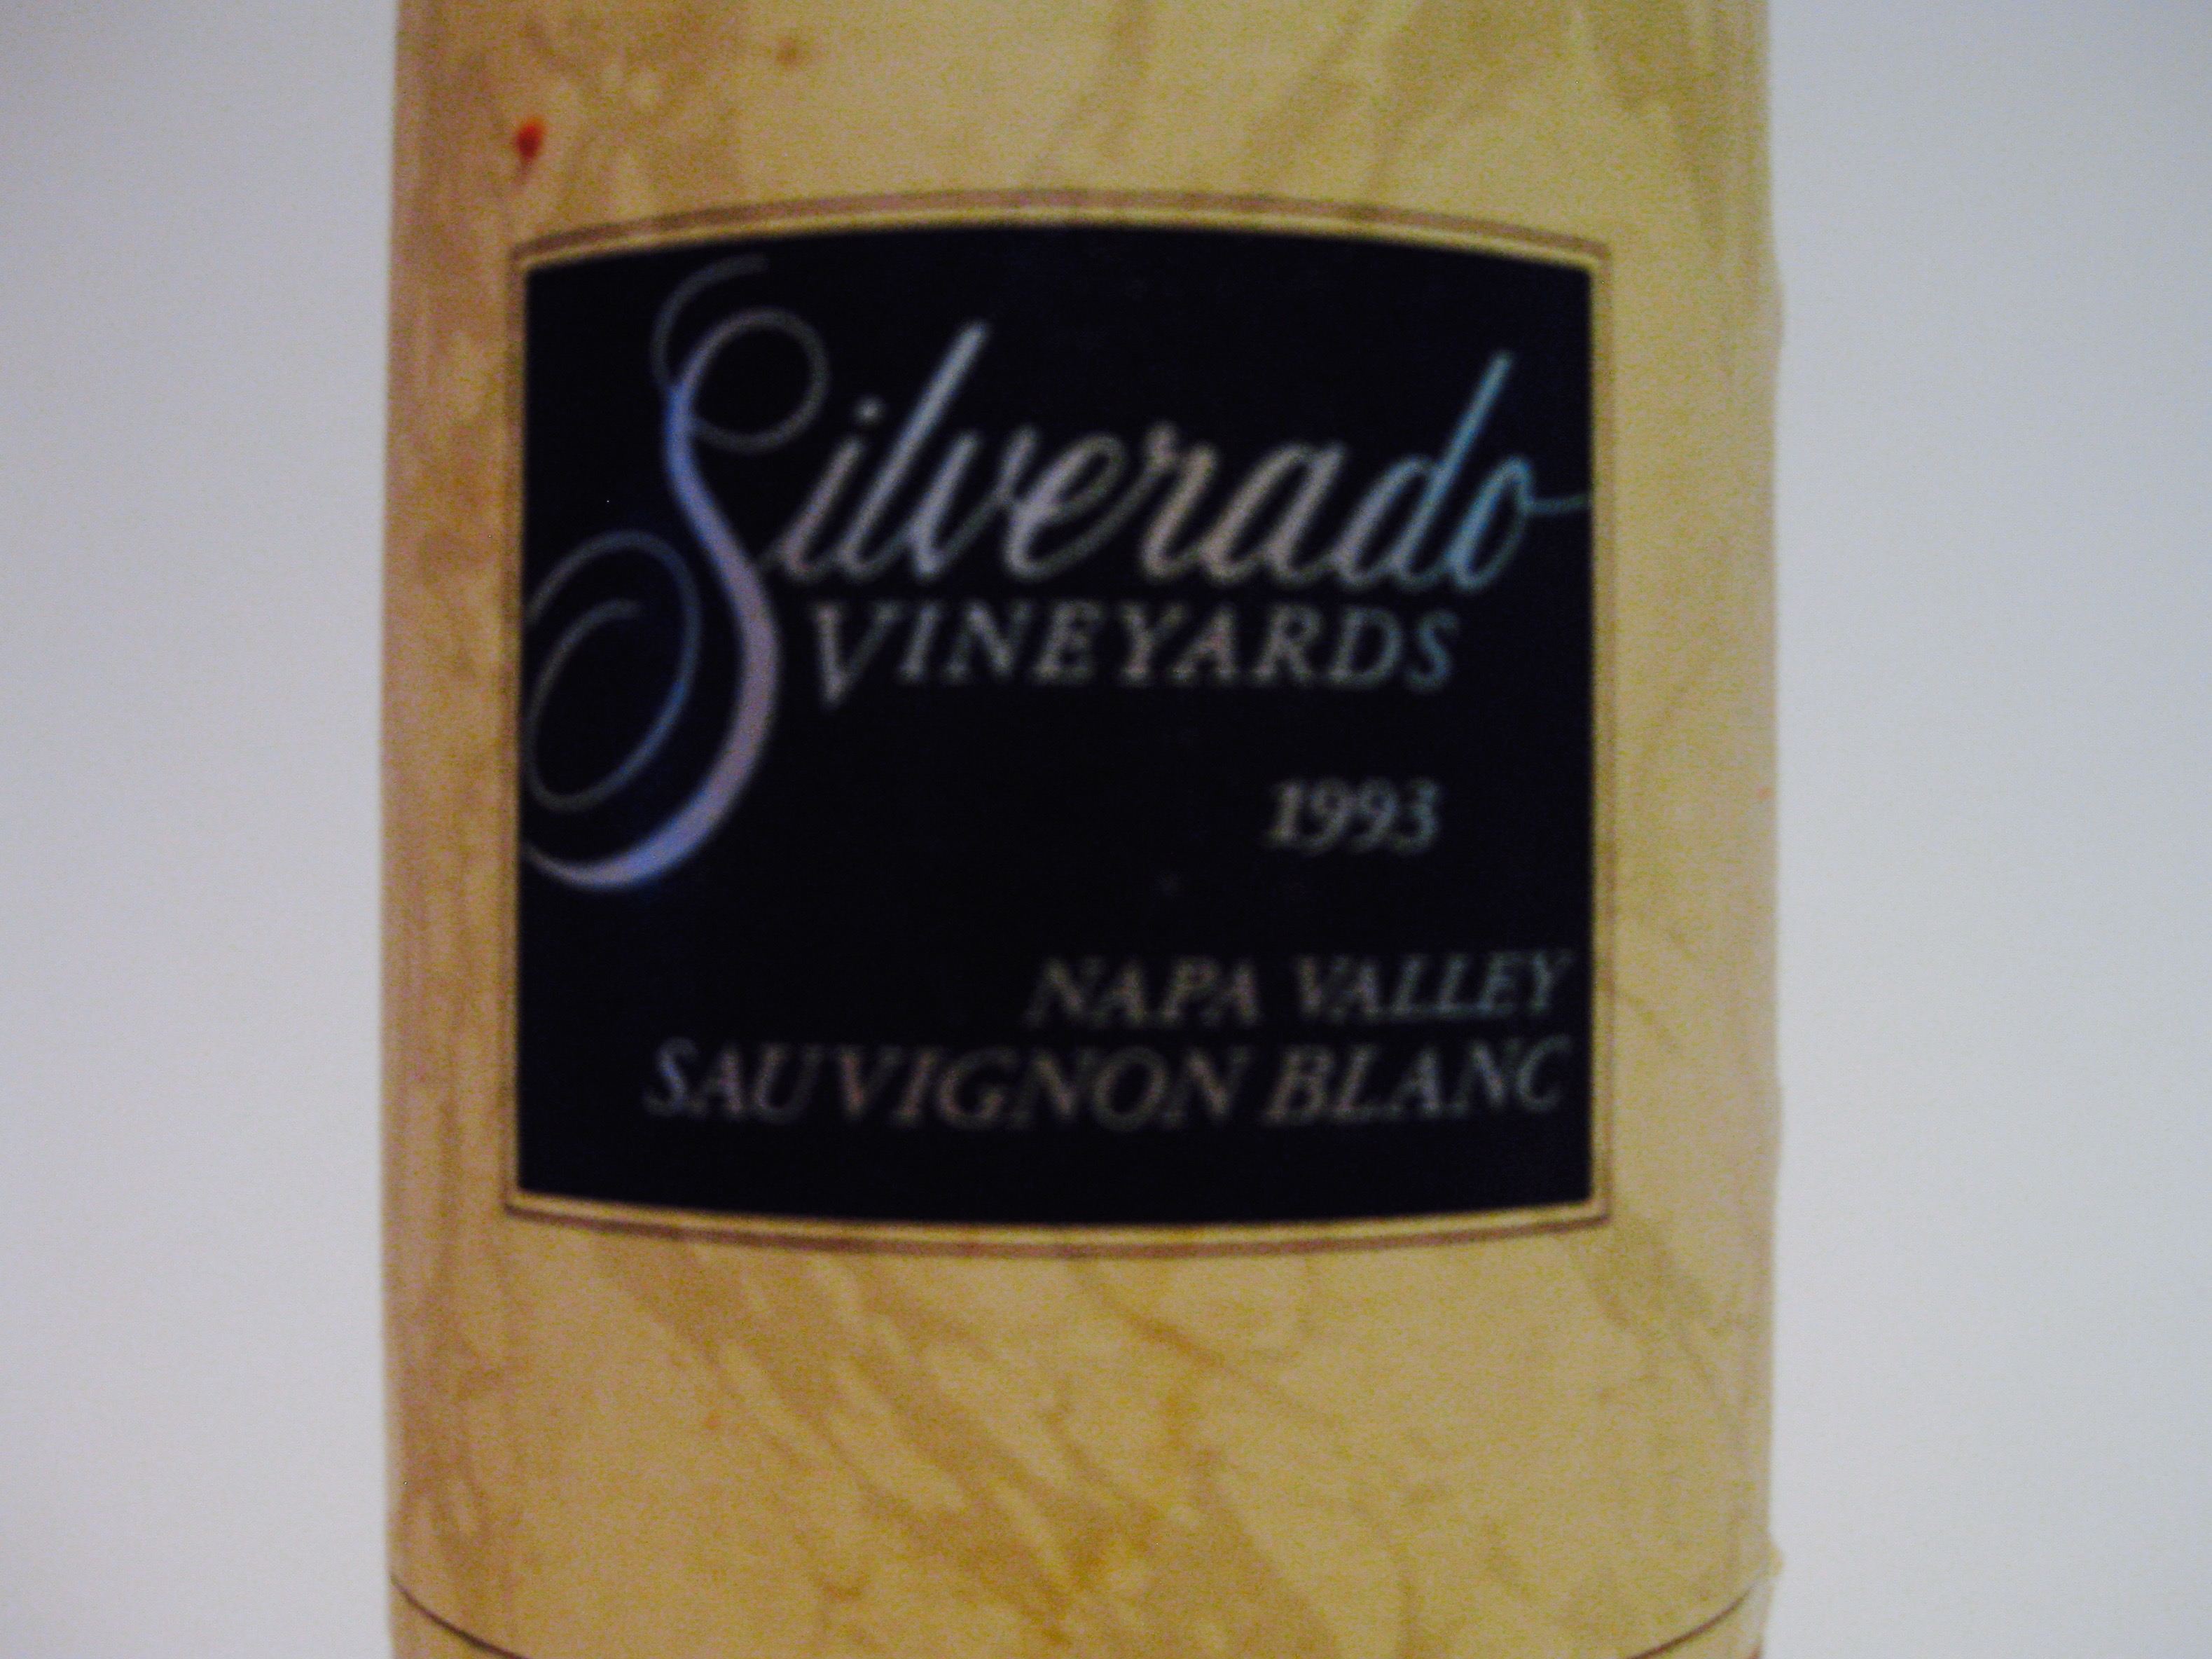 Silverado
VINEYARDS
1993
NAPA VALLEY
SAUVIGNON BLANC